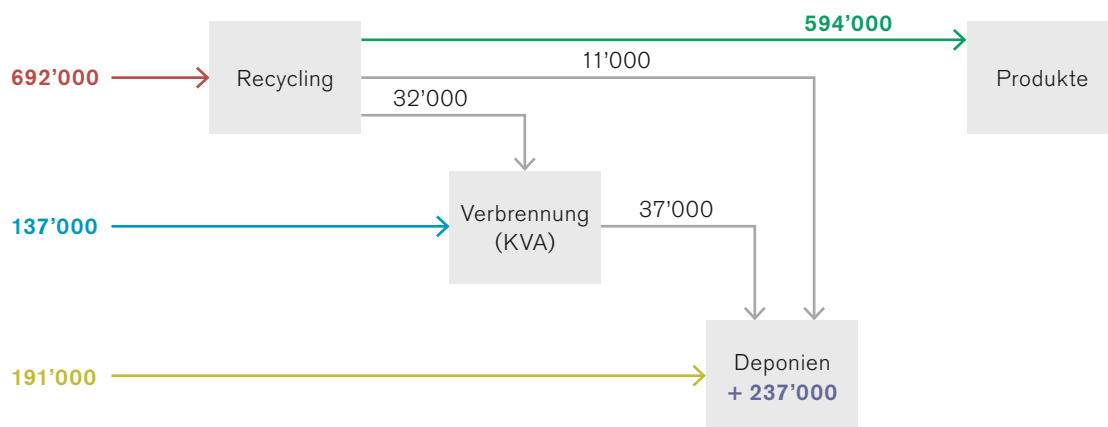 594’000
11’000
692’000
Recycling
Produkte
32’000
137’000
Verbrennung
(KVA)
37’000
191’000
Deponien
+ 237’000